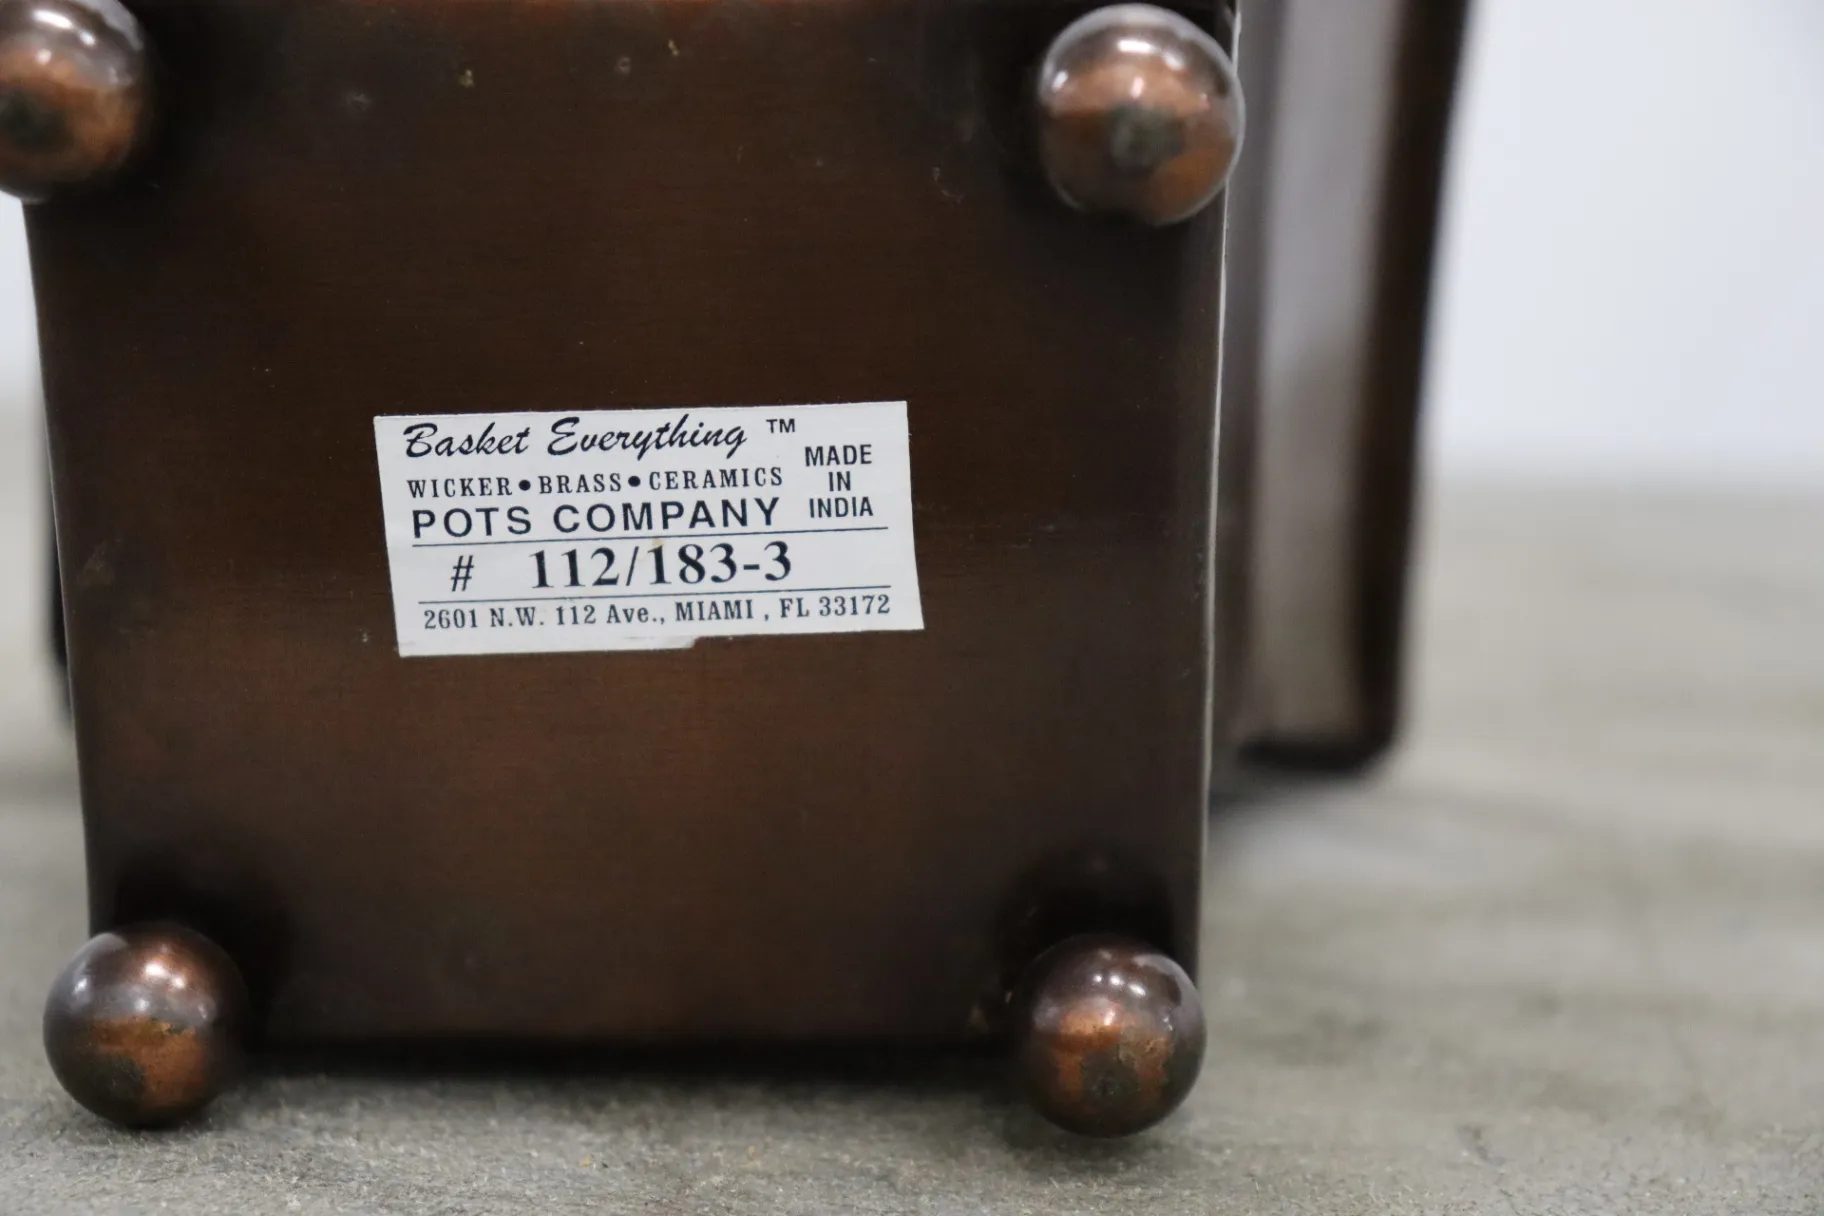 Basket Everything ™
WICKER • BRASS • CERAMICS
POTS COMPANY
MADE
IN
INDIA
# 112/183-3
2601 N.W. 112 Ave., MIAMI , FL 33172